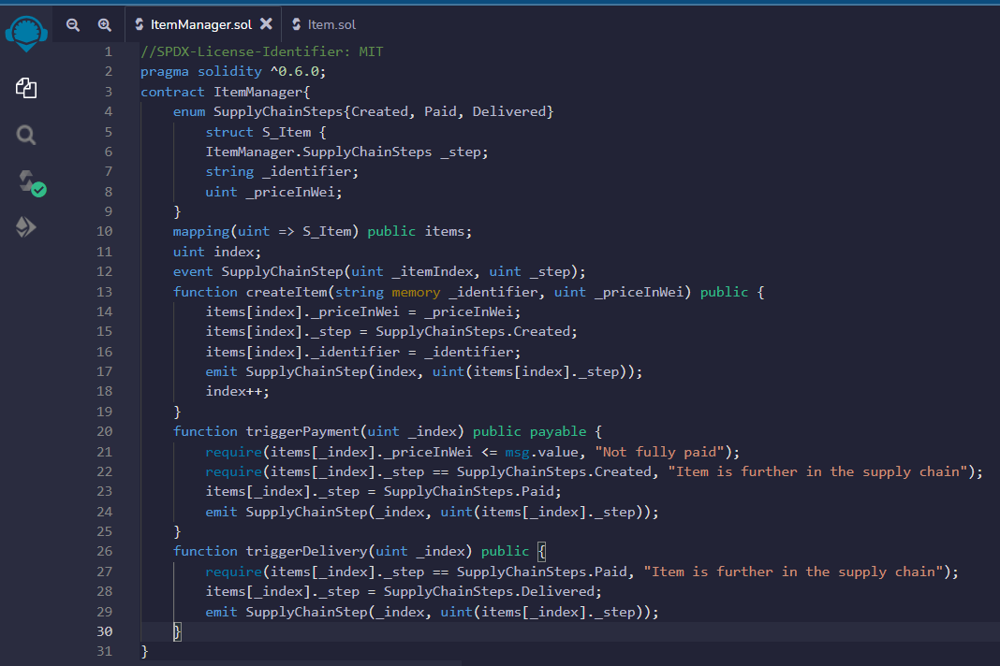 ItemManager.sol Item.sol
1 //SPDX-License-Identifier: MIT
2 pragma solidity ^0.6.0;
3 contract ItemManager{
4 enum SupplyChainSteps{Created, Paid, Delivered}
5 struct S_Item {
6 ItemManager.SupplyChainSteps _step;
7 string _identifier;
8 uint _priceInWei;
9 }
10 mapping(uint => S_Item) public items;
11 uint index;
12 event SupplyChainStep(uint _itemIndex, uint _step);
13 function createItem(string memory _identifier, uint _priceInWei) public {
14 items[index]._priceInWei = _priceInWei;
15 items[index]._step = SupplyChainSteps.Created;
16 items[index]._identifier = _identifier;
17 emit SupplyChainStep(index, uint(items[index]._step));
18 index++;
19 }
20 function triggerPayment(uint _index) public payable {
21 require(items[_index]._priceInWei <= msg.value, "Not fully paid");
22 require(items[_index]._step == SupplyChainSteps.Created, "Item is further in the supply chain");
23 items[_index]._step = SupplyChainSteps.Paid;
24 emit SupplyChainStep(_index, uint(items[_index]._step));
25 }
26 function triggerDelivery(uint _index) public {
27 require(items[_index]._step == SupplyChainSteps.Paid, "Item is further in the supply chain");
28 items[_index]._step = SupplyChainSteps.Delivered;
29 emit SupplyChainStep(_index, uint(items[_index]._step));
30 }
31 }